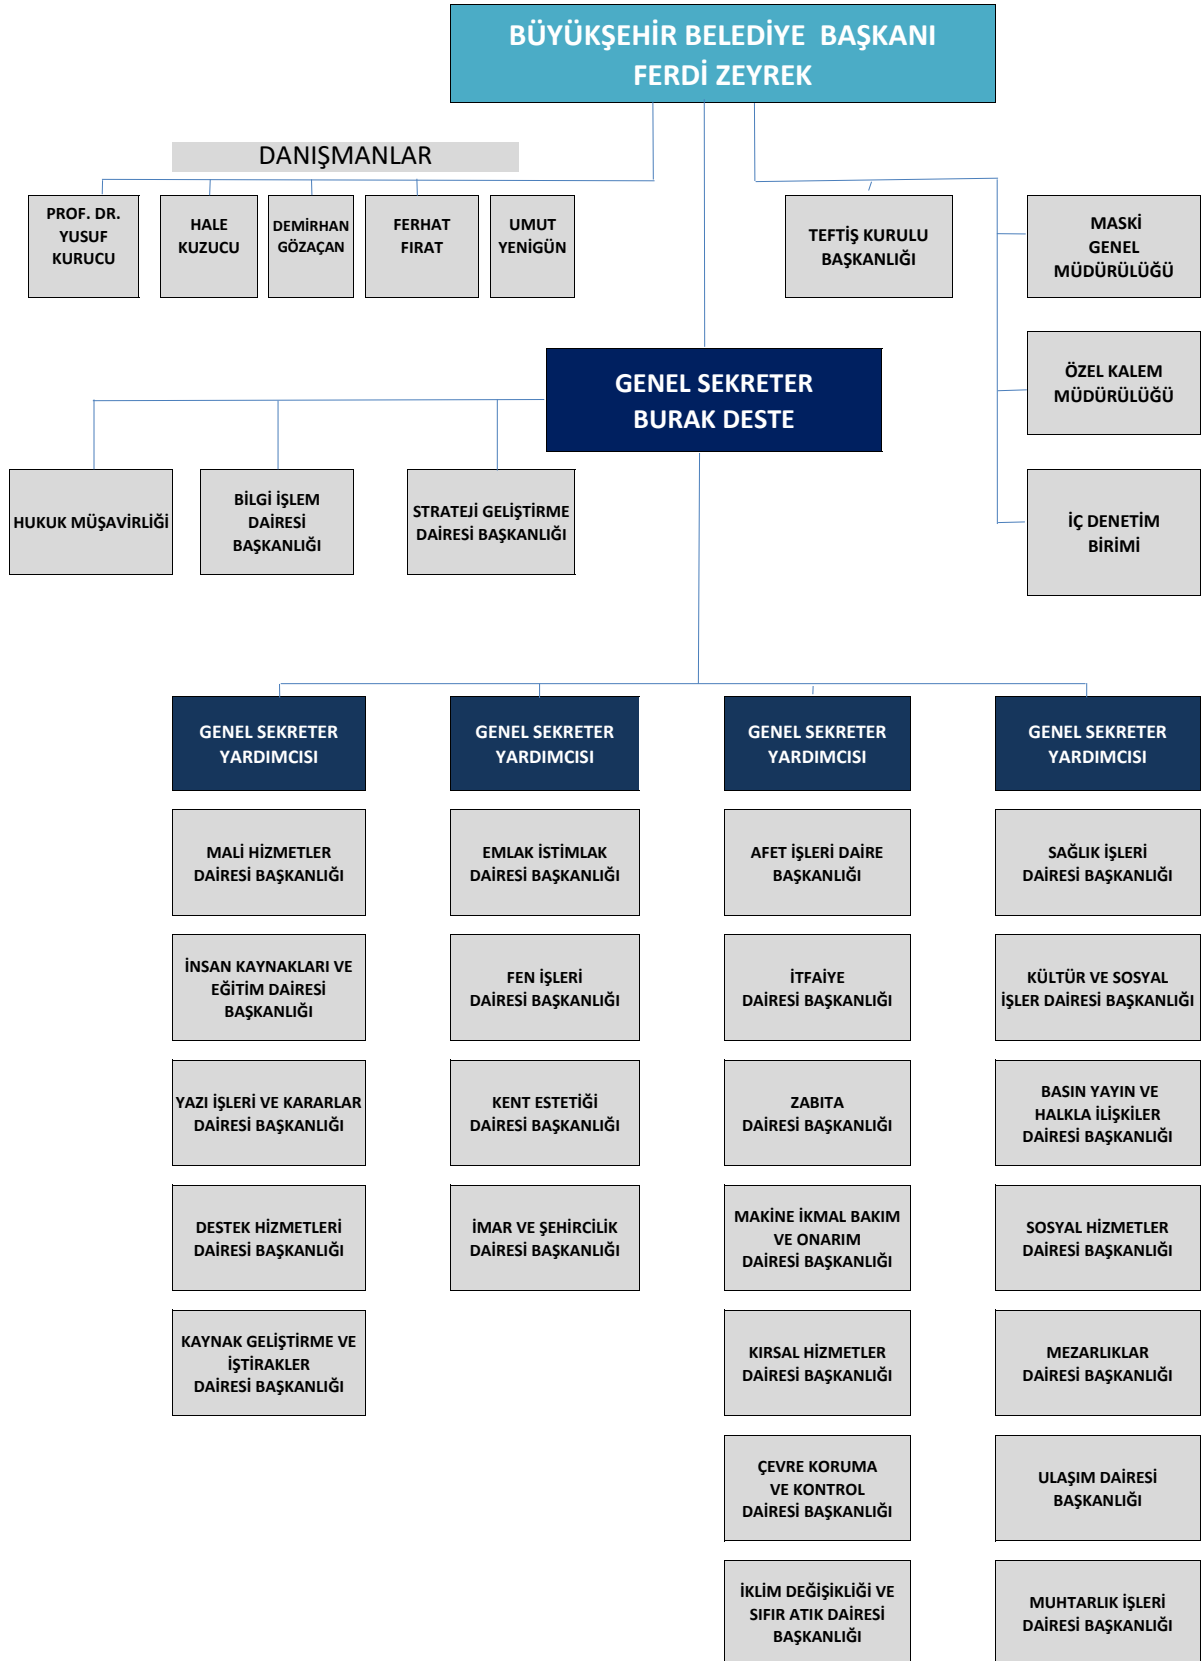 BÜYÜKŞEHİR BELEDİYE BAŞKANI
FERDİ ZEYREK
DANIŞMANLAR
PROF. DR.
YUSUF
KURUCU
HALE
KUZUCU
DEMİRHAN
GÖZAÇAN
FERHAT
FIRAT
UMUT
YENİGÜN
TEFTİŞ KURULU
BAŞKANLIĞI
MASKİ
GENEL
MÜDÜRÜLÜĞÜ
ÖZEL KALEM
MÜDÜRÜLÜĞÜ
İÇ DENETİM
BİRİMİ
GENEL SEKRETER
BURAK DESTE
HUKUK MÜŞAVİRLİĞİ
BİLGİ İŞLEM
DAİRESİ
BAŞKANLIĞI
STRATEJİ GELİŞTİRME
DAİRESİ BAŞKANLIĞI
GENEL SEKRETER
YARDIMCISI
MALİ HİZMETLER
DAİRESİ BAŞKANLIĞI
İNSAN KAYNAKLARI VE
EĞİTİM DAİRESİ
BAŞKANLIĞI
YAZI İŞLERİ VE KARARLAR
DAİRESİ BAŞKANLIĞI
DESTEK HİZMETLERİ
DAİRESİ BAŞKANLIĞI
KAYNAK GELİŞTİRME VE
İŞTİRAKLER
DAİRESİ BAŞKANLIĞI
GENEL SEKRETER
YARDIMCISI
EMLAK İSTİMLAK
DAİRESİ BAŞKANLIĞI
FEN İŞLERİ
DAİRESİ BAŞKANLIĞI
KENT ESTETİĞİ
DAİRESİ BAŞKANLIĞI
İMAR VE ŞEHİRCİLİK
DAİRESİ BAŞKANLIĞI
GENEL SEKRETER
YARDIMCISI
AFET İŞLERİ DAİRE
BAŞKANLIĞI
İTFAİYE
DAİRESİ BAŞKANLIĞI
ZABITA
DAİRESİ BAŞKANLIĞI
MAKİNE İKMAL BAKIM
VE ONARIM
DAİRESİ BAŞKANLIĞI
KIRSAL HİZMETLER
DAİRESİ BAŞKANLIĞI
ÇEVRE KORUMA
VE KONTROL
DAİRESİ BAŞKANLIĞI
İKLİM DEĞİŞİKLİĞİ VE
SIFIR ATIK DAİRESİ
BAŞKANLIĞI
GENEL SEKRETER
YARDIMCISI
SAĞLIK İŞLERİ
DAİRESİ BAŞKANLIĞI
KÜLTÜR VE SOSYAL
İŞLER DAİRESİ BAŞKANLIĞI
BASIN YAYIN VE
HALKLA İLİŞKİLER
DAİRESİ BAŞKANLIĞI
SOSYAL HİZMETLER
DAİRESİ BAŞKANLIĞI
MEZARLIKLAR
DAİRESİ BAŞKANLIĞI
ULAŞIM DAİRESİ
BAŞKANLIĞI
MUHTARLIK İŞLERİ
DAİRESİ BAŞKANLIĞI